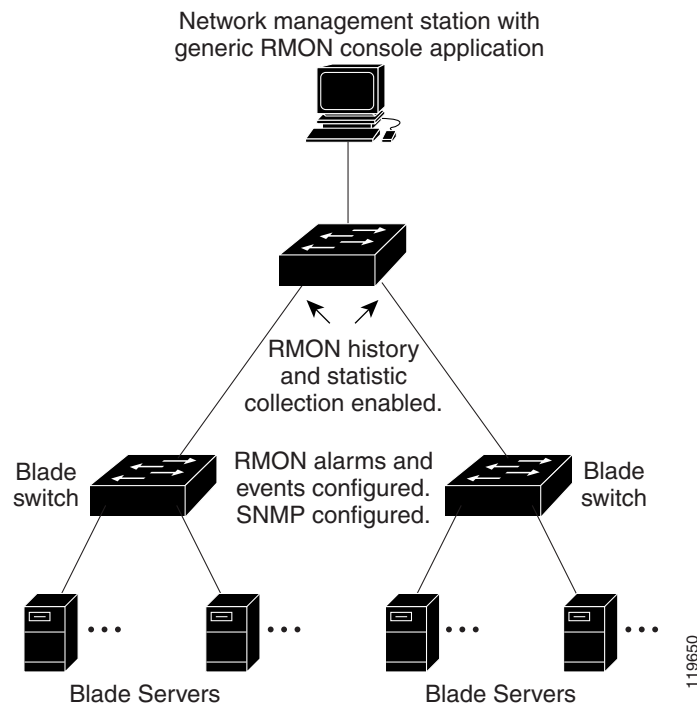 Network management station with
generic RMON console application
RMON history
and statistic
collection enabled.
Blade
switch
RMON alarms and
events configured.
SNMP configured.
Blade
switch
Blade Servers
Blade Servers
119650